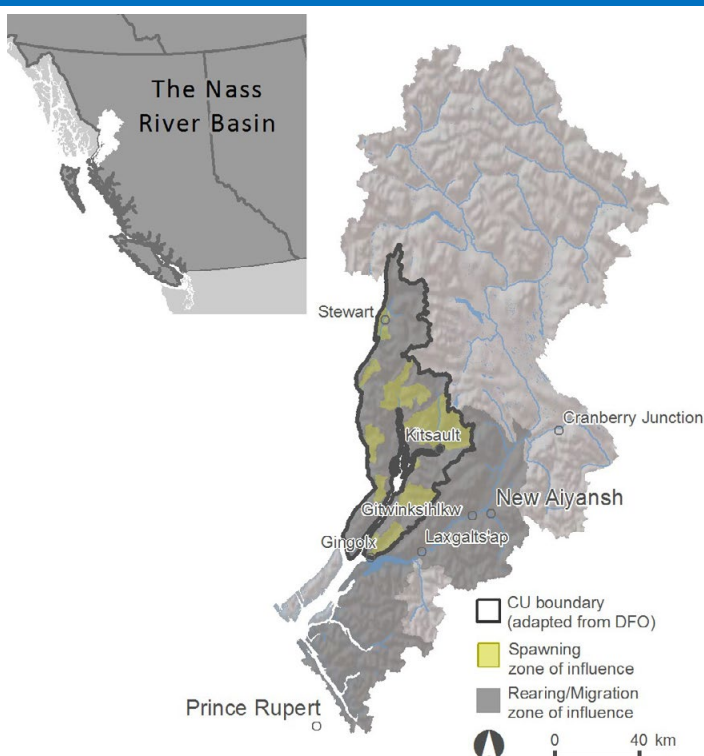 The Nass
River Basin
Stewart
Cranberry Junction
Kitsault
New Aiyansh
Gitwinksihlkw
Gingolx
Laxgalts'ap
CU boundary
(adapted from DFO)
Spawning
zone of influence
Rearing/Migration
zone of influence
Prince Rupert
0 40 km